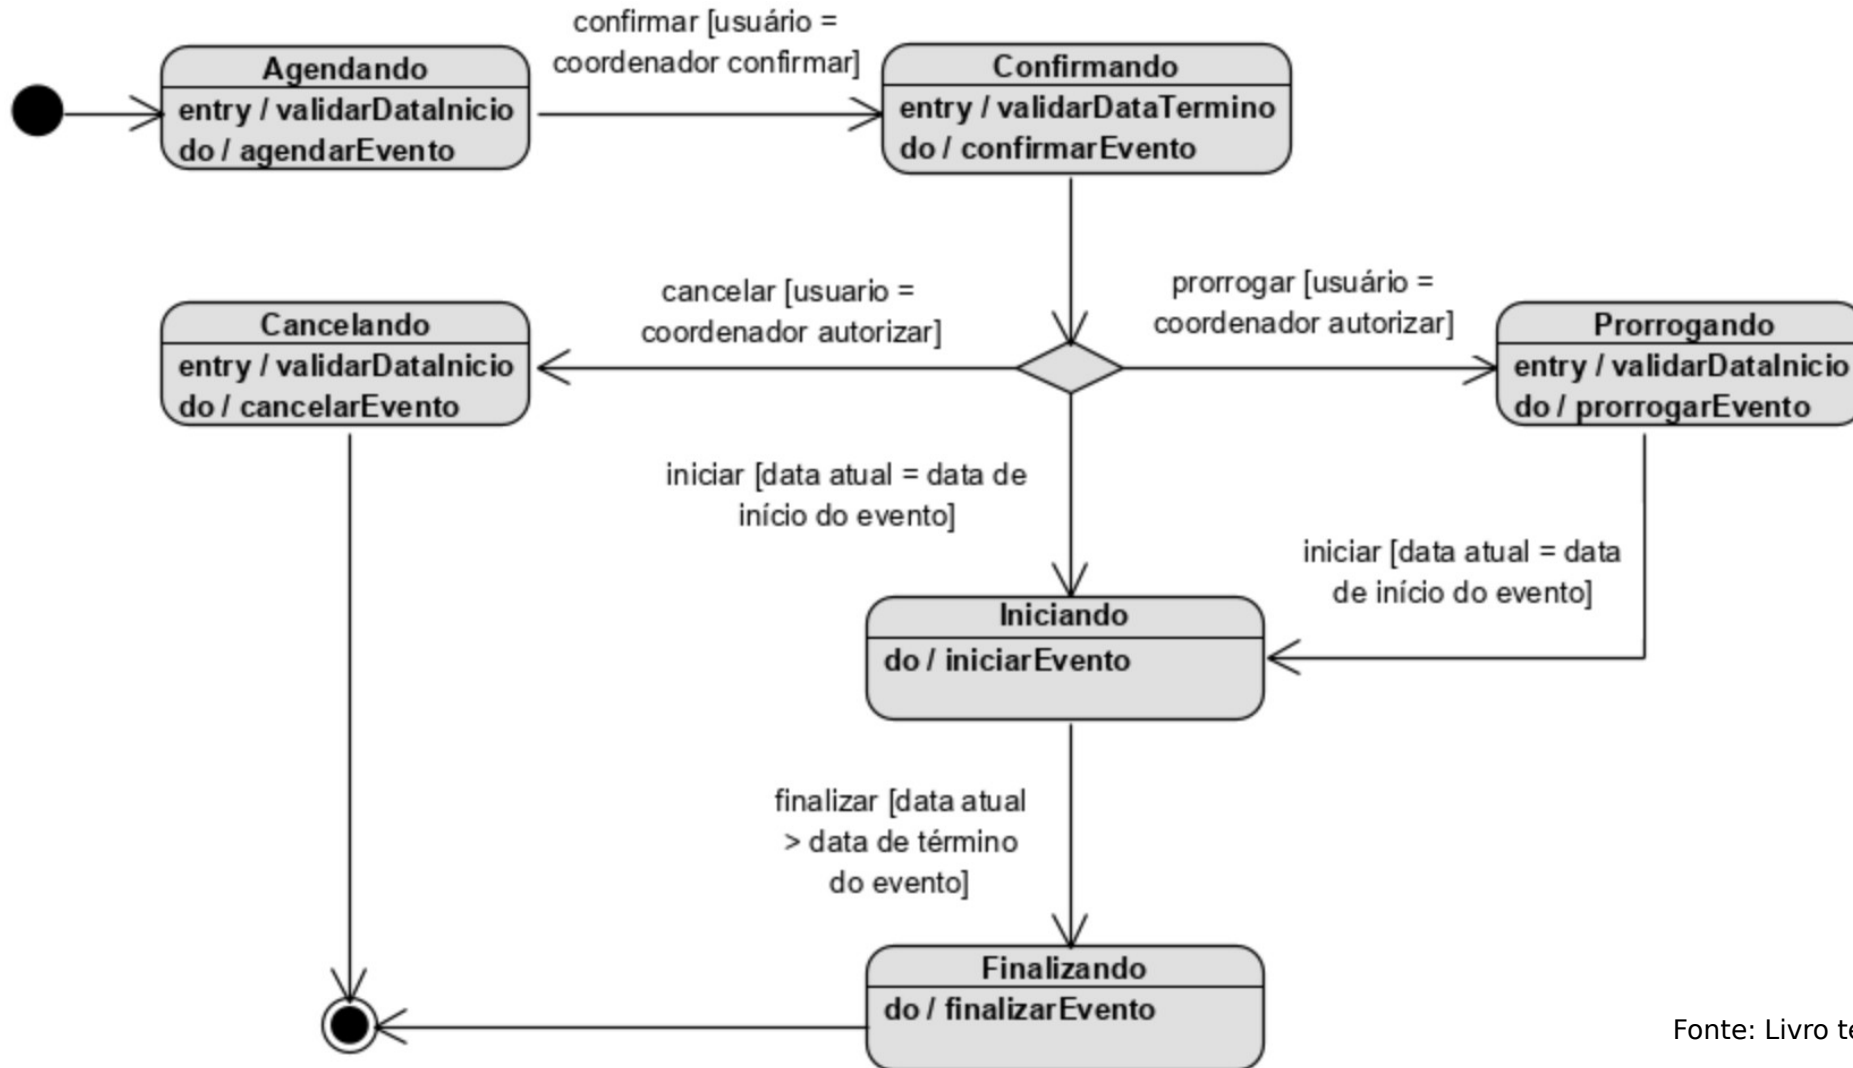 confirmar [usuário =
coordenador confirmar]
Agendando
entry / validarDataInicio
do / agendarEvento
Confirmando
entry / validarDataTermino
do / confirmarEvento
cancelar [usuario =
coordenador autorizar]
prorrogar [usuário =
coordenador autorizar]
Cancelando
entry / validarDataInicio
do / cancelarEvento
Prorrogando
entry / validarDataInicio
do / prorrogarEvento
iniciar [data atual = data de
início do evento]
iniciar [data atual = data
de início do evento]
Iniciando
do / iniciarEvento
finalizar [data atual
> data de término
do evento]
Finalizando
do / finalizarEvento
Fonte: Livro